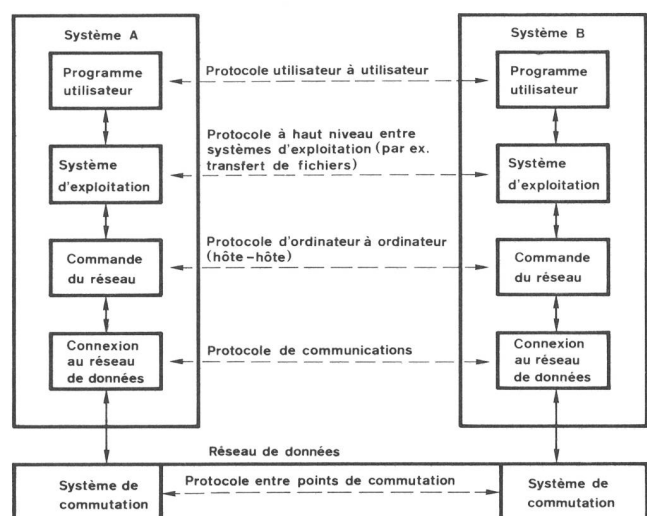 Système A
Système B
Programme
utilisateur
Protocole utilisateur à utilisateur
Programme
utilisateur
Protocole à haut niveau entre
systèmes d'exploitation (par ex.
transfert de fichiers)
Système
d'exploitation
Système
d'exploitation
Protocole d'ordinateur à ordinateur
(hôte-hôte)
Commande
du réseau
Commande
du réseau
Connexion
au réseau
de données
Protocole de communications
Connexion
au réseau
de données
Réseau de données
Système de
commutation
Protocole entre points de commutation
Système de
commutation